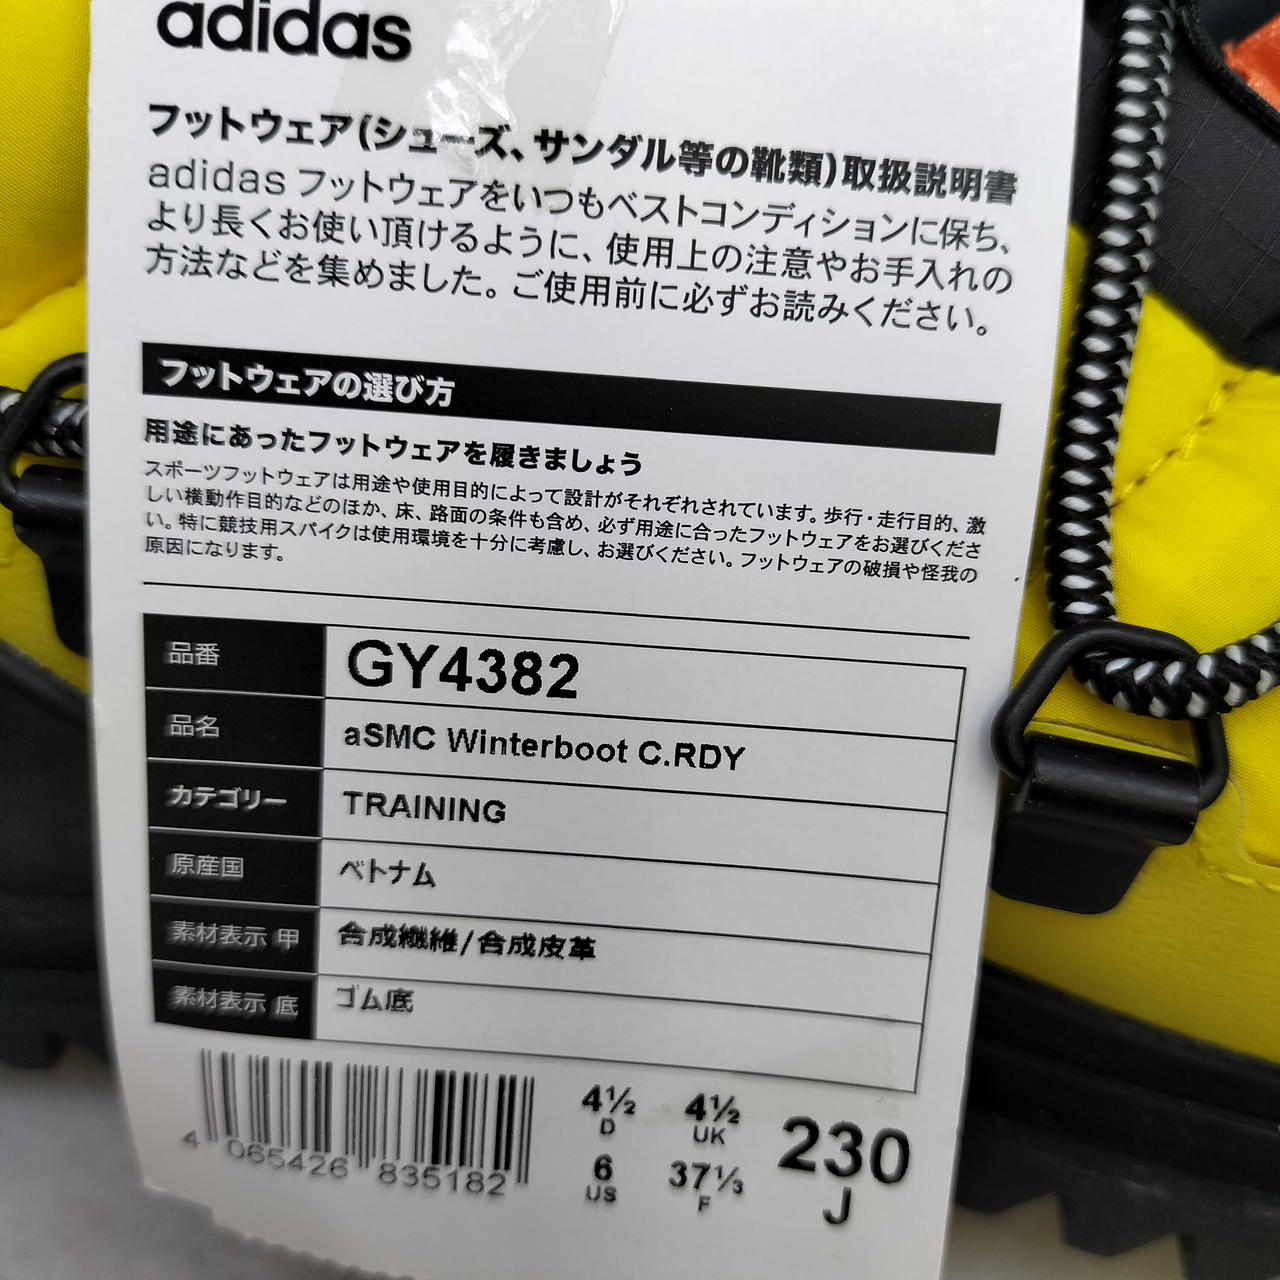 adidas
フットウェア(シューズ、サンダル等の靴類)取扱説明書
adidas フットウェアをいつもベストコンディションに保ち、
より長くお使い頂けるように、使用上の注意やお手入れの
方法などを集めました。ご使用前に必ずお読みください。
フットウェアの選び方
用途にあったフットウェアを履きましょう
スポーツフットウェアは用途や使用目的によって設計がそれぞれされています。歩行・走行目的、激
しい横動作目的などのほか、床、路面の条件も含め、必ず用途に合ったフットウェアをお選びくださ
い。特に競技用スパイクは使用環境を十分に考慮し、お選びください。フットウェアの破損や怪我の
原因になります。
品番 GY4382
品名 aSMC Winterboot C.RDY
カテゴリー TRAINING
原産国 ベトナム
素材表示 甲 合成繊維/合成皮革
素材表示 底 ゴム底
4 065426 835182
4½ D 4½ UK 230 J
6 US 37⅓ F